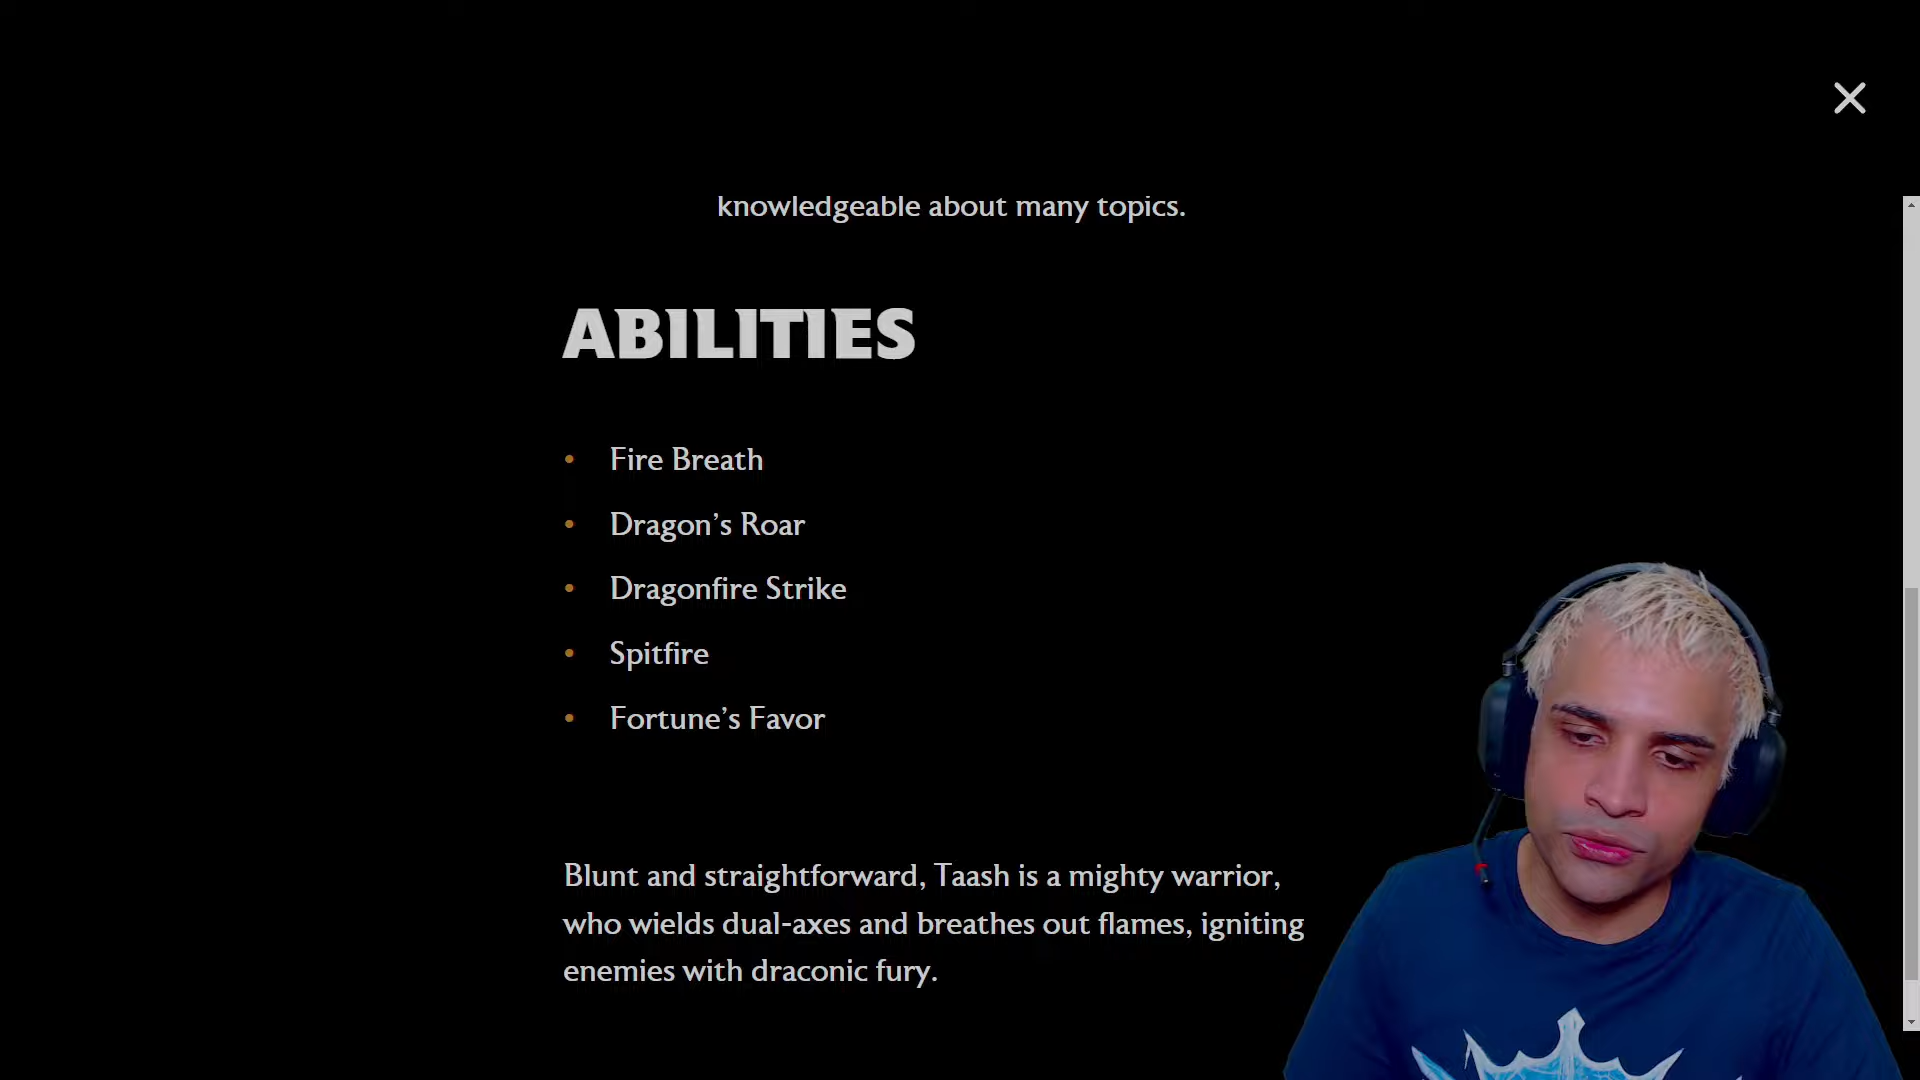 knowledgeable about many topics.
ABILITIES
• Fire Breath
• Dragon’s Roar
• Dragonfire Strike
• Spitfire
• Fortune’s Favor
Blunt and straightforward, Taash is a mighty warrior,
who wields dual-axes and breathes out flames, igniting
enemies with draconic fury.